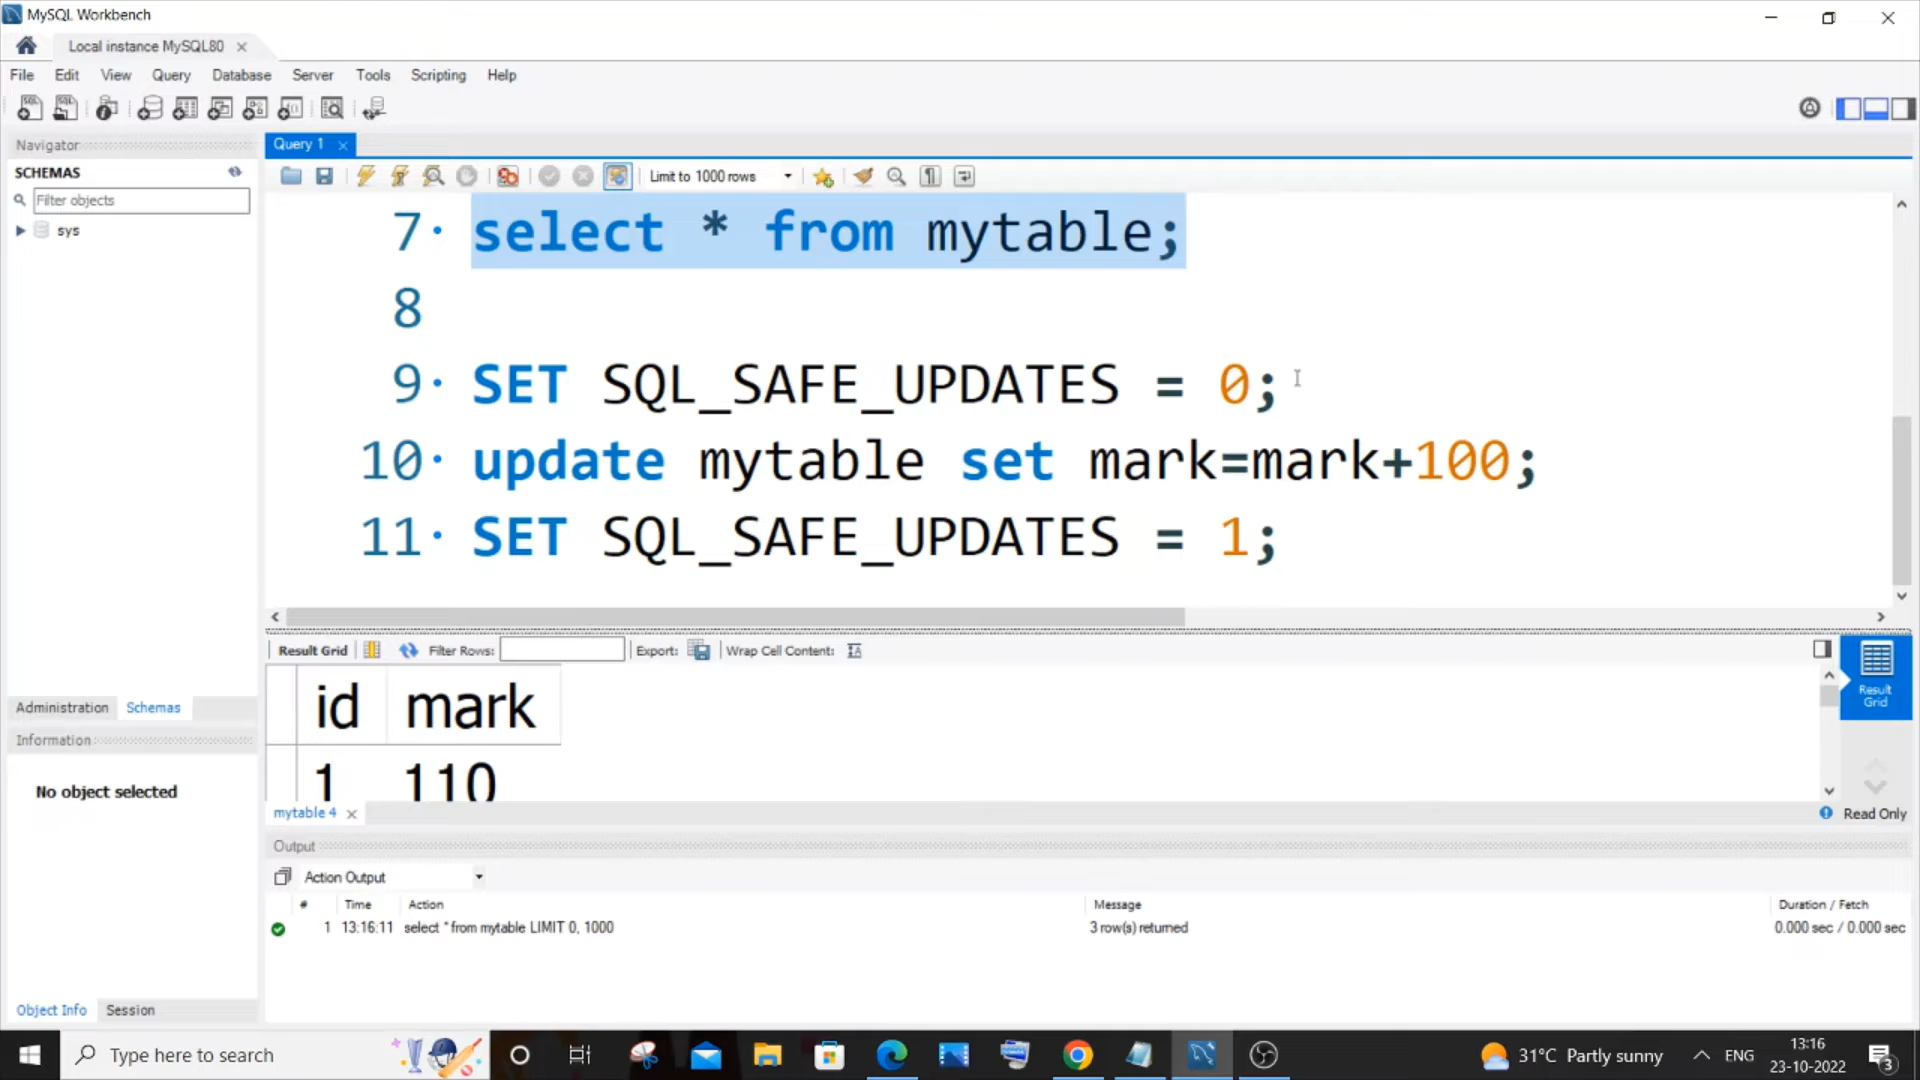 MySQL Workbench
Local instance MySQL80
File Edit View Query Database Server Tools Scripting Help
Navigator
SCHEMAS
Filter objects
sys
Administration Schemas
Information
No object selected
Object Info Session
Query 1
Limit to 1000 rows
7 select * from mytable;
8
9 SET SQL_SAFE_UPDATES = 0;
10 update mytable set mark=mark+100;
11 SET SQL_SAFE_UPDATES = 1;
Result Grid Filter Rows: Export: Wrap Cell Content:
id mark
1 110
Result
Grid
mytable 4
Read Only
Output
Action Output
# Time Action Message Duration / Fetch
1 13:16:11 select * from mytable LIMIT 0, 1000 3 row(s) returned 0.000 sec / 0.000 sec
Type here to search
31°C Partly sunny
ENG
13:16
23-10-2022
3